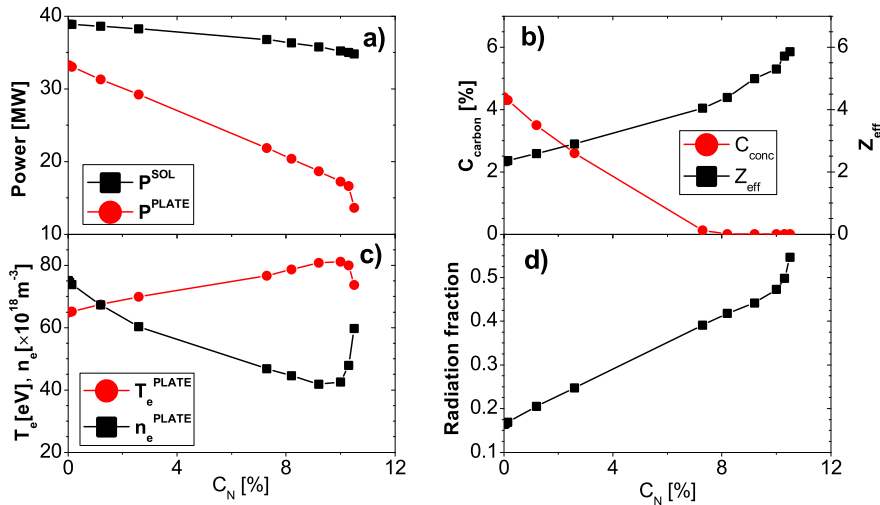 a)
Power [MW]
40
30
20
10
P^SOL
P^PLATE
b)
C_carbon [%]
6%
4%
2%
0%
6
4
2
0
Z_eff
C_conc
Z_eff
c)
T_e[eV], n_e[×10^18m^-3]
100
80
60
40
20
T_e^PLATE
n_e^PLATE
0 4 8 12
C_N [%]
d)
Radiation fraction
0.5
0.4
0.3
0.2
0.1
0 4 8 12
C_N [%]